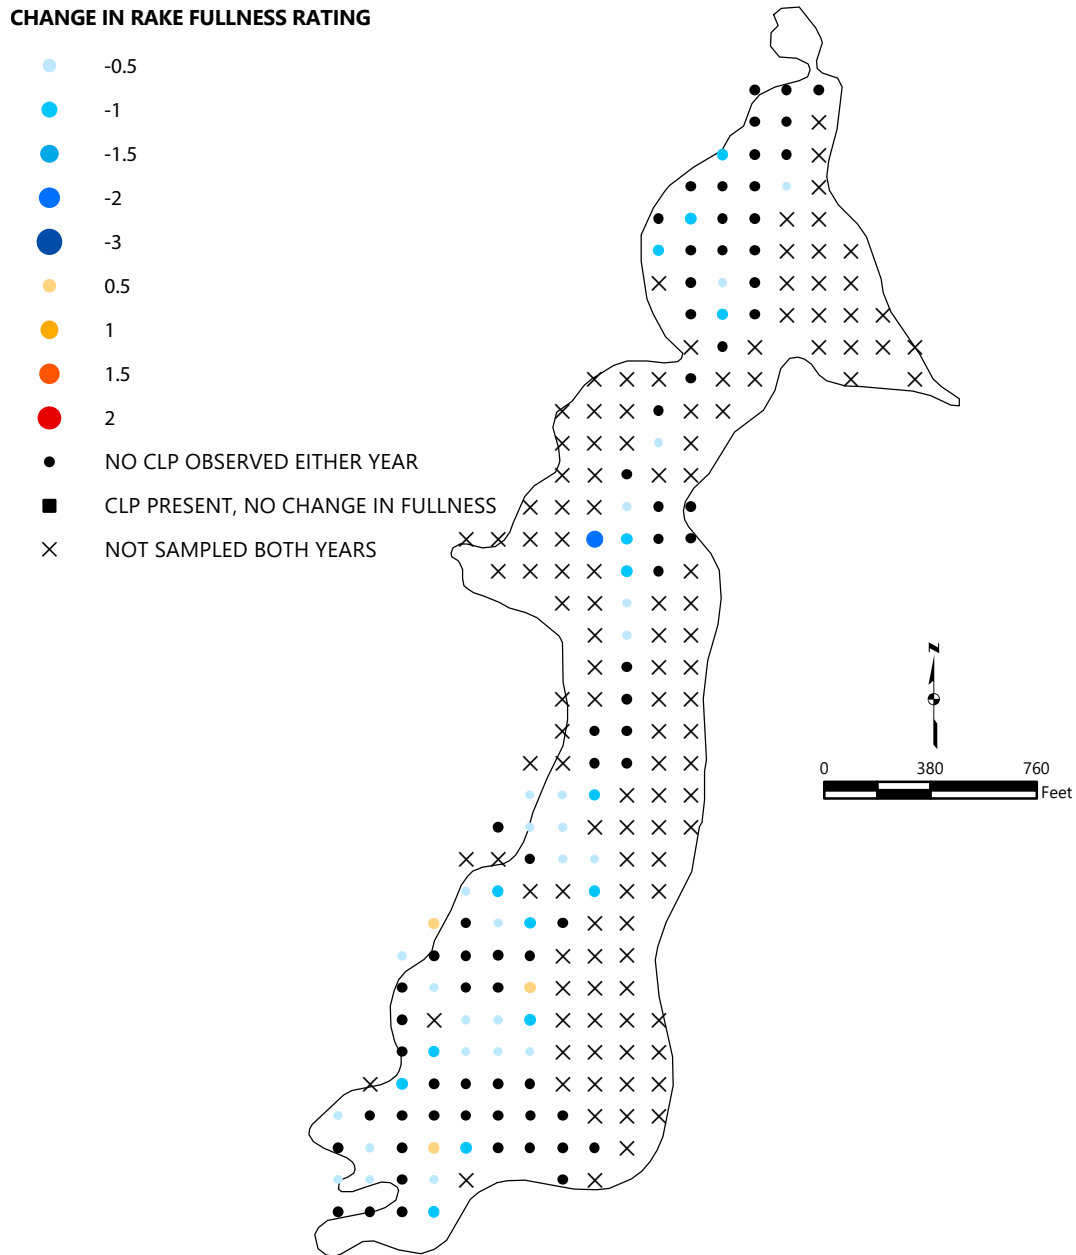 CHANGE IN RAKE FULLNESS RATING
-0.5
-1
-1.5
-2
-3
0.5
1
1.5
2
NO CLP OBSERVED EITHER YEAR
CLP PRESENT, NO CHANGE IN FULLNESS
NOT SAMPLED BOTH YEARS
N
0 380 760
Feet